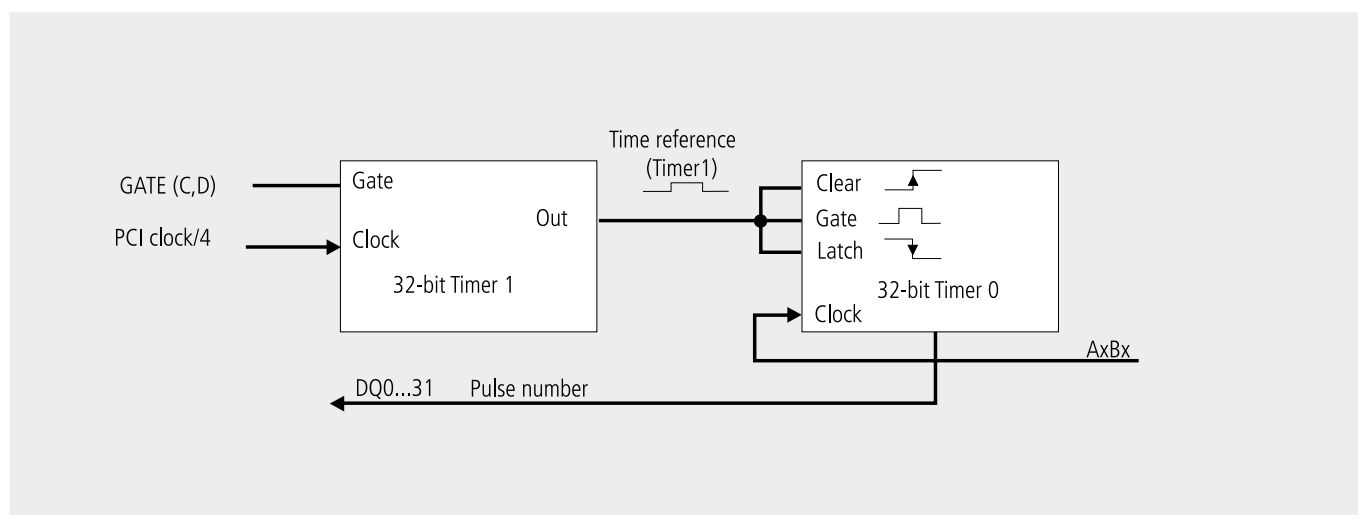 Time reference
(Timer1)
GATE (C,D)
PCI clock/4
Gate
Clock
Out
32-bit Timer 1
Clear
Gate
Latch
32-bit Timer 0
Clock
AxBx
DQ0...31 Pulse number